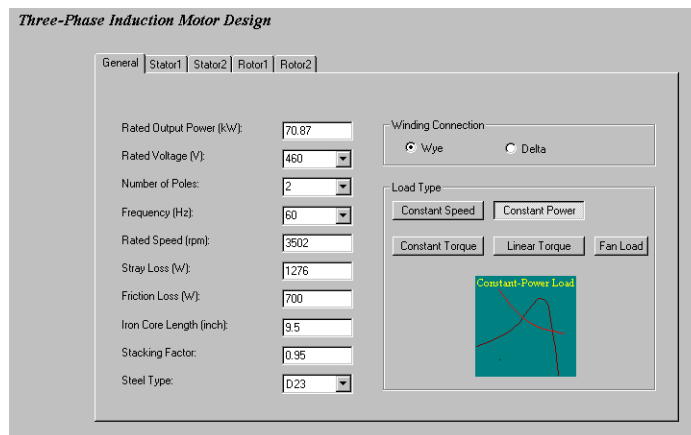 Three-Phase Induction Motor Design
General Stator1 Stator2 Rotor1 Rotor2
Rated Output Power (kW): 70.87
Rated Voltage (V): 460
Number of Poles: 2
Frequency (Hz): 60
Rated Speed (rpm): 3502
Stray Loss (W): 1276
Friction Loss (W): 700
Iron Core Length (inch): 9.5
Stacking Factor: 0.95
Steel Type: D23
Winding Connection
Wye Delta
Load Type
Constant Speed Constant Power
Constant Torque Linear Torque Fan Load
Constant-Power Load